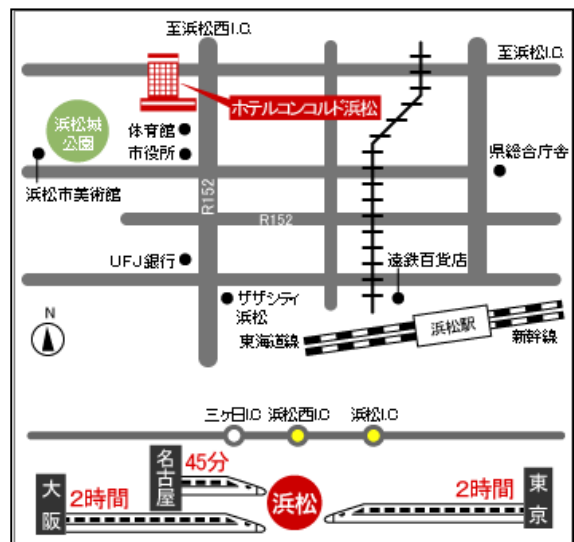 至浜松西I.C.
至浜松I.C.
ホテルコンコルド浜松
浜松城
公園
体育館
市役所
県総合庁舎
浜松市美術館
R152
R152
UFJ銀行
遠鉄百貨店
ザザシティ
浜松
N
浜松駅
東海道線
新幹線
三ヶ日I.C
浜松西I.C
浜松I.C
名古屋
45分
大阪
2時間
浜松
2時間
東京